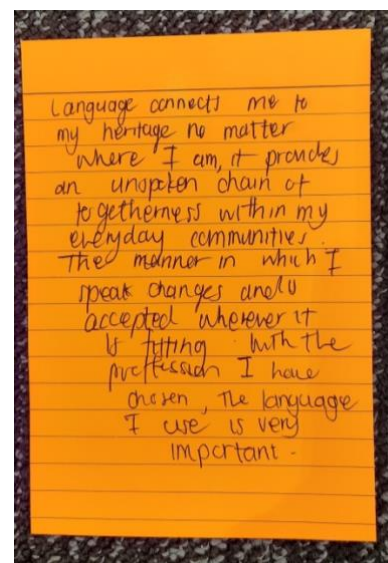 Language connects me to
my heritage no matter
where I am, it provides
an unspoken chain of
togetherness within my
everyday communities.
The manner in which I
speak changes and
accepted wherever it
is fitting. With the
proffession I have
chosen, The language
I use is very
important.